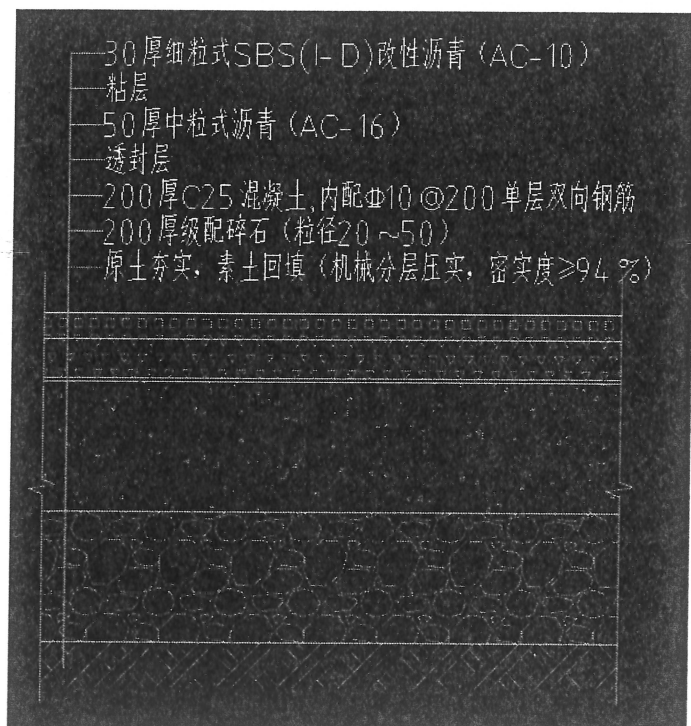 30厚细粒式SBS(I-D)改性沥青（AC-10）
粘层
50厚中粒式沥青（AC-16）
透封层
200厚C25混凝土,内配Φ10@200单层双向钢筋
200厚级配碎石（粒径20～50）
原土夯实，素土回填（机械分层压实，密实度≥94%）